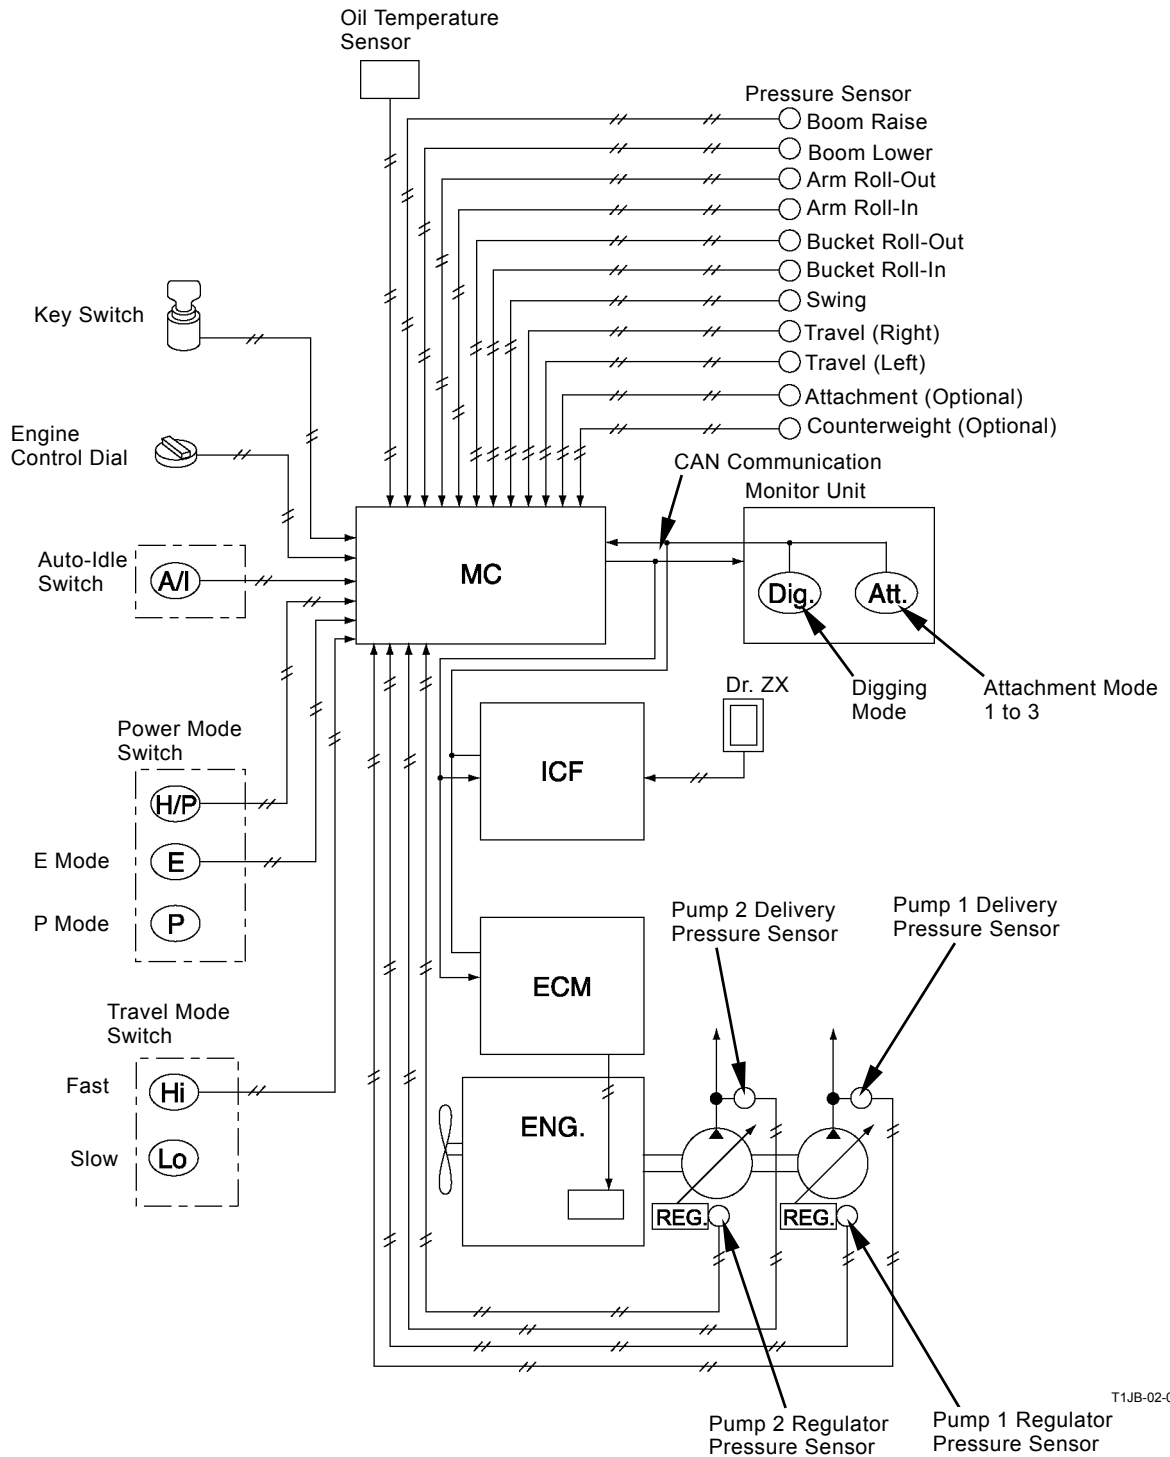 Oil Temperature
Sensor
Pressure Sensor
Boom Raise
Boom Lower
Arm Roll-Out
Arm Roll-In
Bucket Roll-Out
Bucket Roll-In
Swing
Travel (Right)
Travel (Left)
Attachment (Optional)
Counterweight (Optional)
Key Switch
Engine
Control Dial
CAN Communication
Monitor Unit
Auto-Idle
Switch
A/I
MC
Dig.
Att.
Digging
Mode
Attachment Mode
1 to 3
Dr. ZX
ICF
Power Mode
Switch
H/P
E Mode
E
P Mode
P
Pump 2 Delivery
Pressure Sensor
Pump 1 Delivery
Pressure Sensor
ECM
Travel Mode
Switch
Fast
Hi
Slow
Lo
ENG.
REG.
REG.
Pump 2 Regulator
Pressure Sensor
Pump 1 Regulator
Pressure Sensor